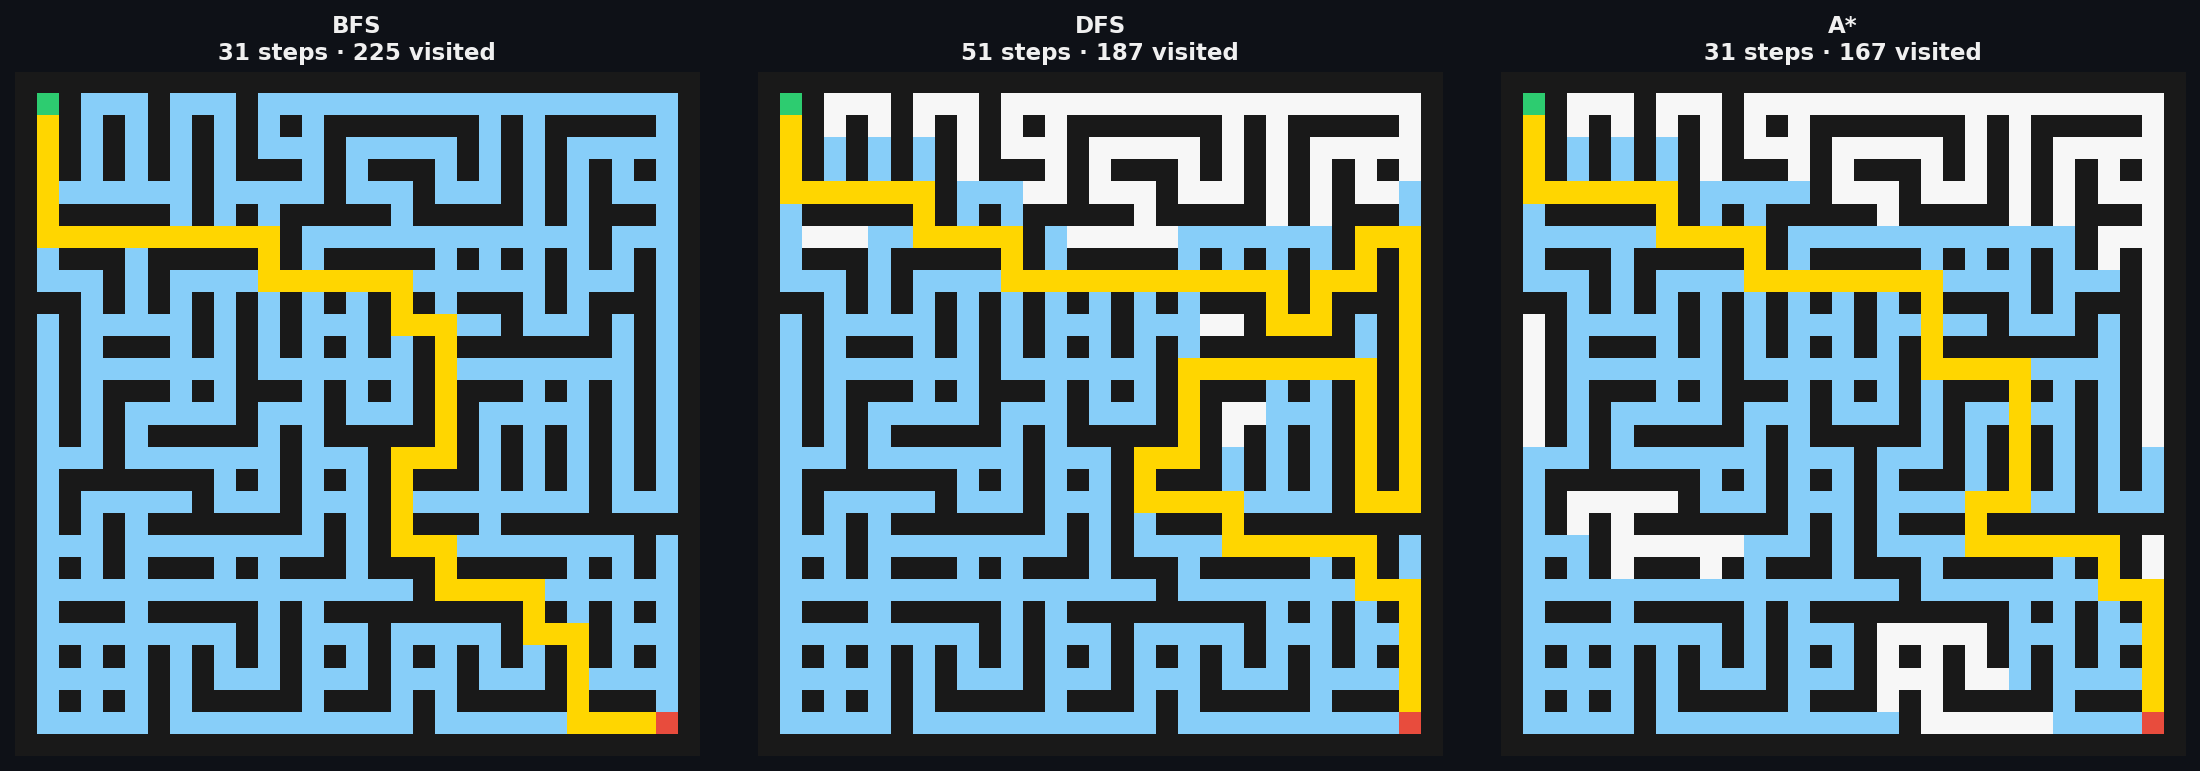 BFS
31 steps · 225 visited
DFS
51 steps · 187 visited
A*
31 steps · 167 visited